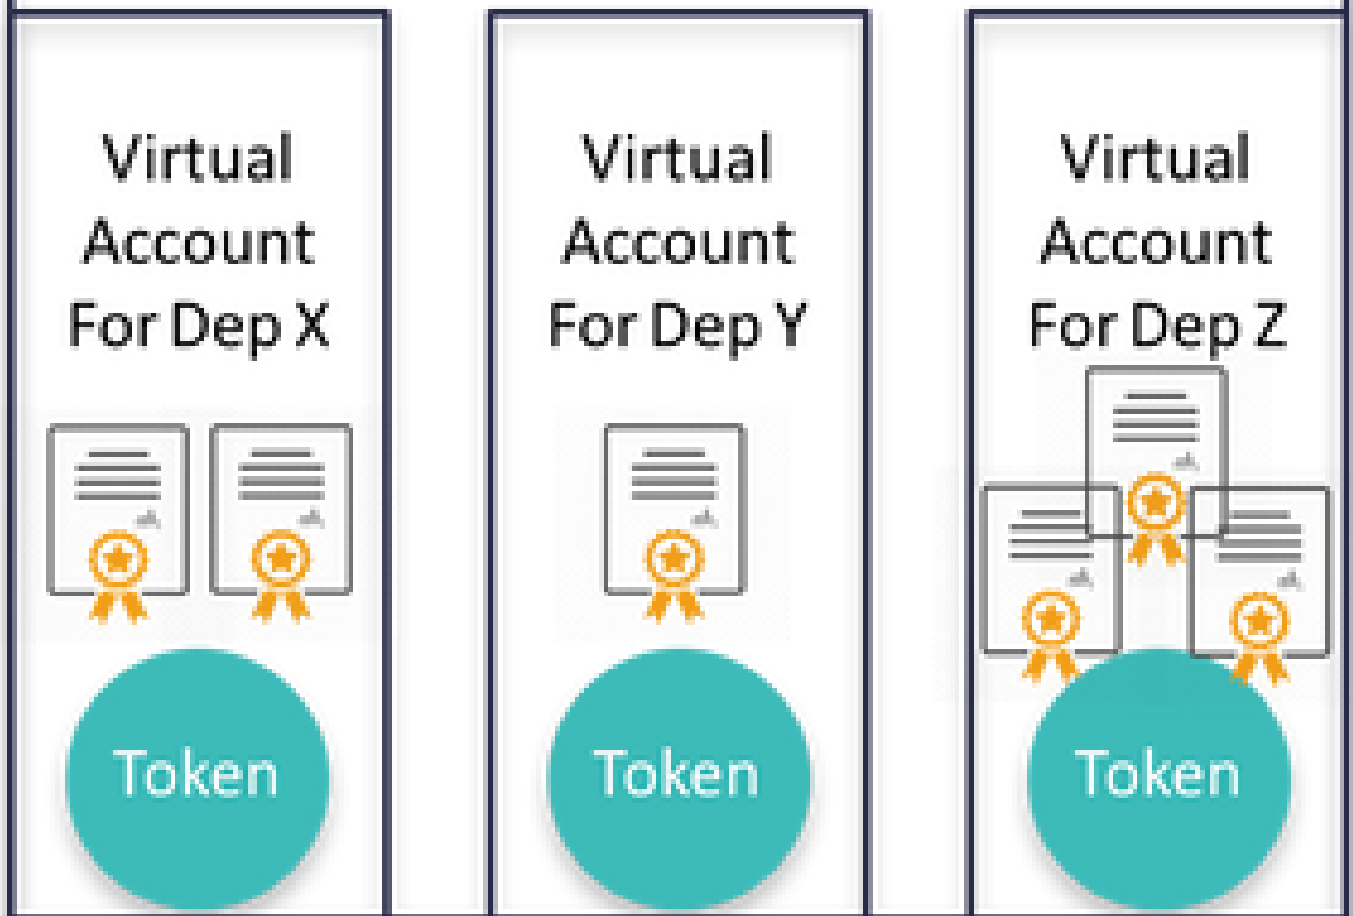 Virtual
Account
For Dep X
Token
Virtual
Account
For Dep Y
Token
Virtual
Account
For Dep Z
Token